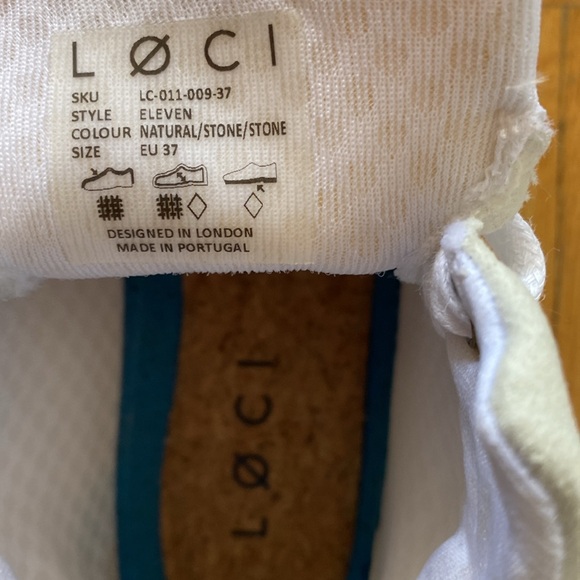 LØCI
SKU LC-011-009-37
STYLE ELEVEN
COLOUR NATURAL/STONE/STONE
SIZE EU 37
DESIGNED IN LONDON
MADE IN PORTUGAL
LØCI